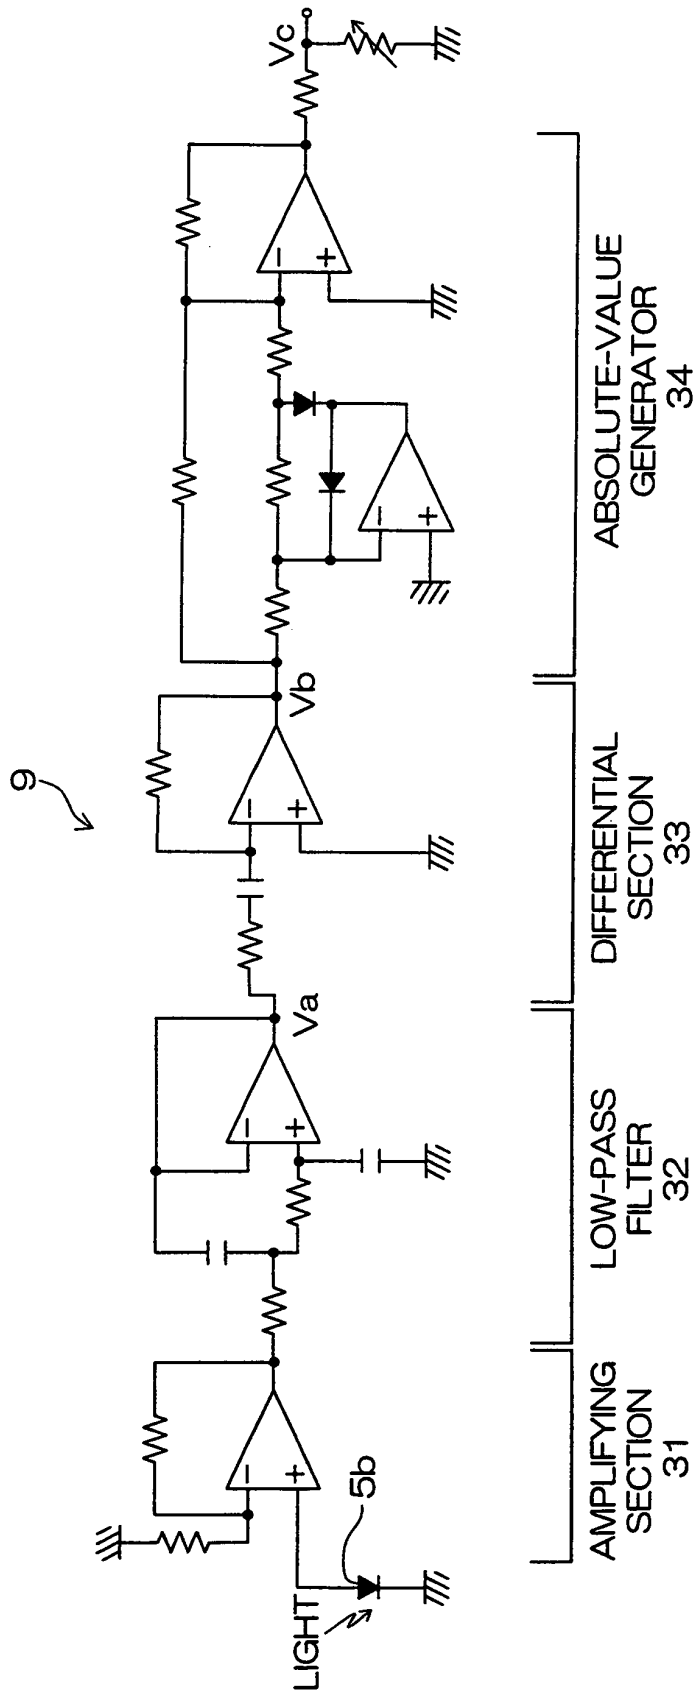 9
Va
Vb
Vc
LIGHT
5b
−
+
−
+
−
+
−
+
−
+
AMPLIFYING
SECTION
31
LOW-PASS
FILTER
32
DIFFERENTIAL
SECTION
33
ABSOLUTE-VALUE
GENERATOR
34